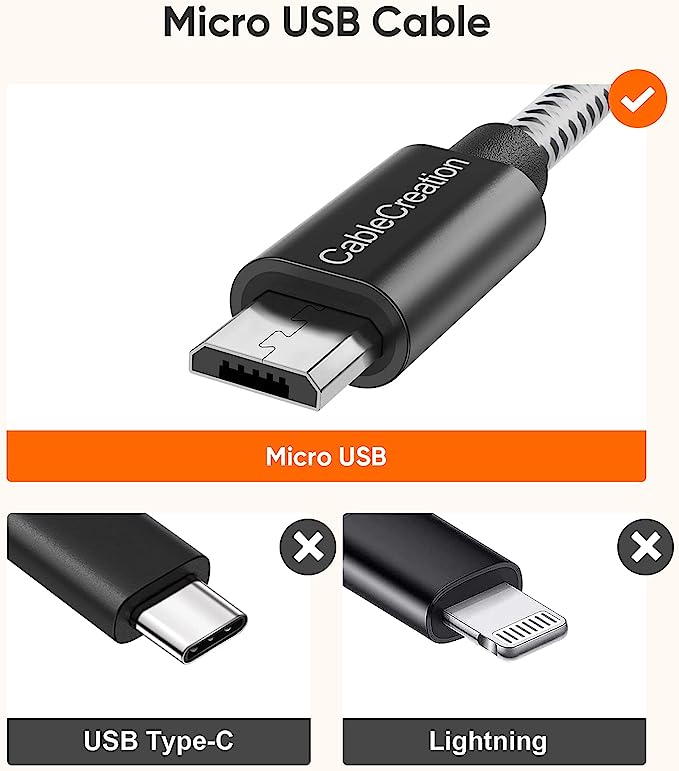 Micro USB Cable
CableCreation
Micro USB
USB Type-C
Lightning